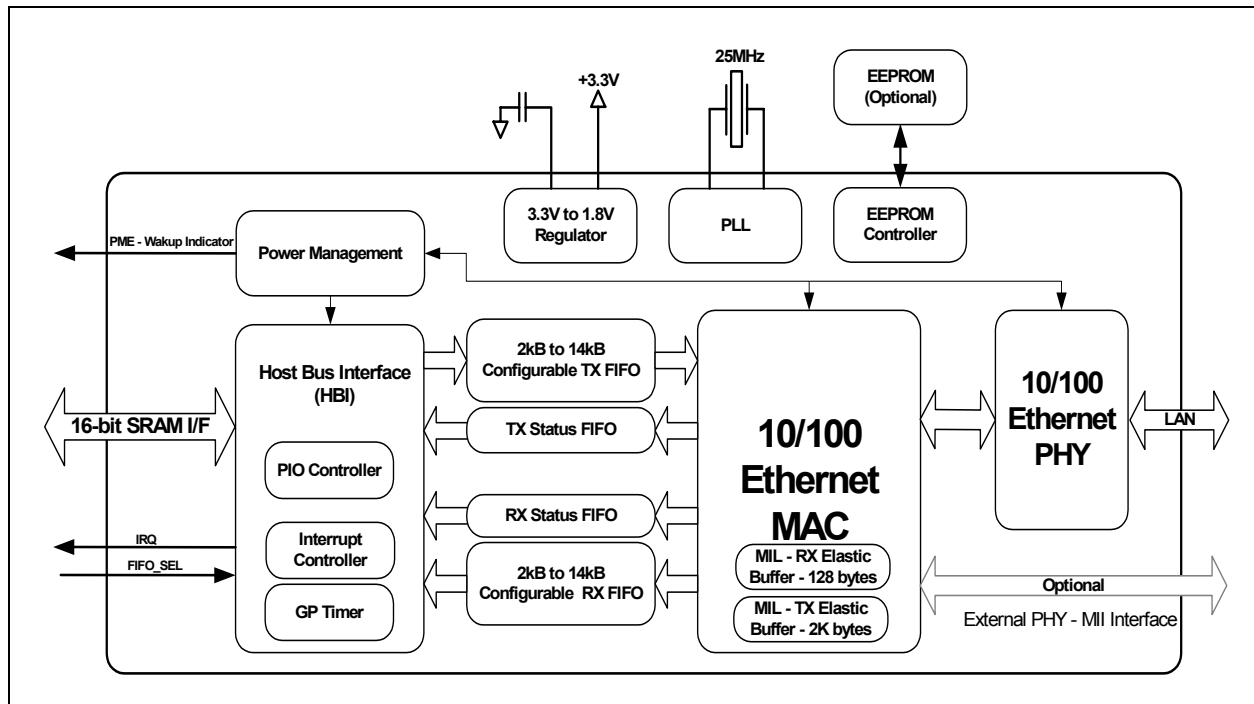 25MHz
+3.3V
EEPROM
(Optional)
3.3V to 1.8V
Regulator
PLL
EEPROM
Controller
PME - Wakup Indicator
Power Management
Host Bus Interface
(HBI)
2kB to 14kB
Configurable TX FIFO
16-bit SRAM I/F
TX Status FIFO
10/100
Ethernet
MAC
10/100
Ethernet
PHY
LAN
PIO Controller
RX Status FIFO
IRQ
Interrupt
Controller
FIFO_SEL
2kB to 14kB
Configurable RX FIFO
MIL - RX Elastic
Buffer - 128 bytes
GP Timer
MIL - TX Elastic
Buffer - 2K bytes
Optional
External PHY - MII Interface